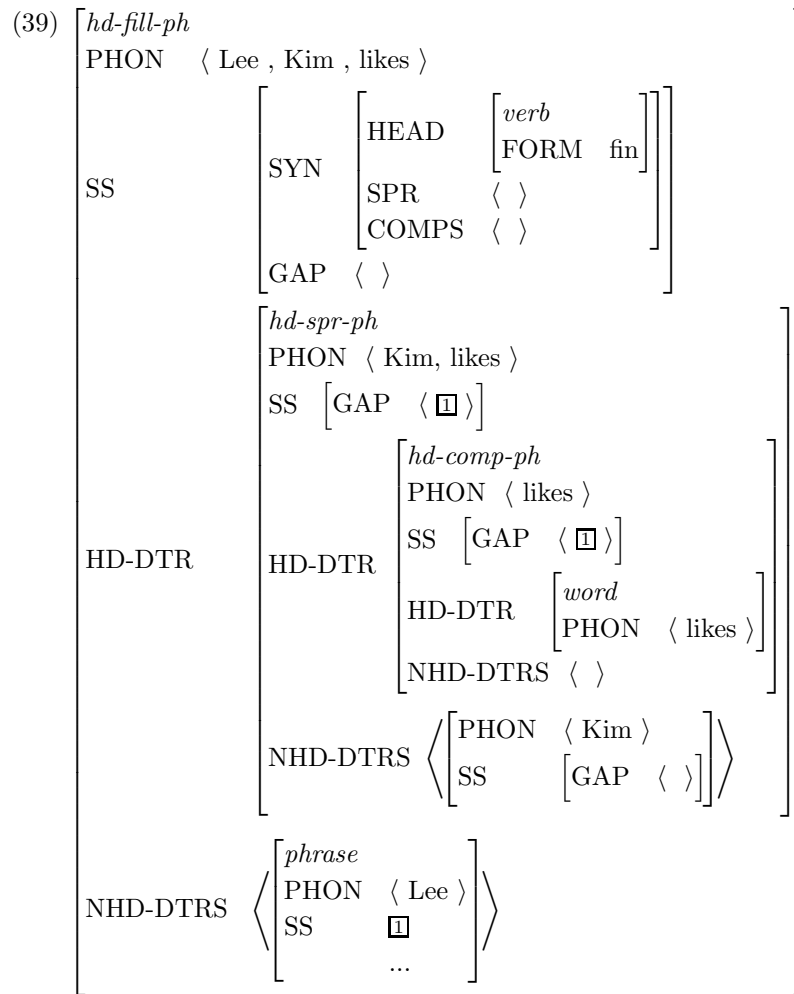 (39) hd-fill-ph
PHON ⟨ Lee , Kim , likes ⟩
SS
SYN
HEAD
verb
FORM fin
SPR ⟨ ⟩
COMPS ⟨ ⟩
GAP ⟨ ⟩
HD-DTR
hd-spr-ph
PHON ⟨ Kim, likes ⟩
SS [GAP ⟨ 1 ⟩]
HD-DTR
hd-comp-ph
PHON ⟨ likes ⟩
SS [GAP ⟨ 1 ⟩]
HD-DTR
word
PHON ⟨ likes ⟩
NHD-DTRS ⟨ ⟩
NHD-DTRS
PHON ⟨ Kim ⟩
SS [GAP ⟨ ⟩]
NHD-DTRS
phrase
PHON ⟨ Lee ⟩
SS 1
...